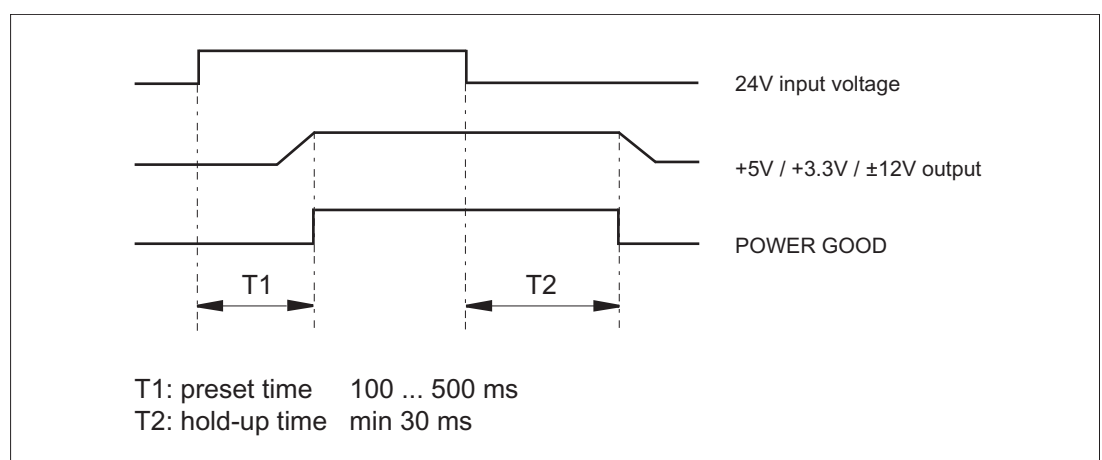 24V input voltage
+5V / +3.3V / ±12V output
POWER GOOD
T1
T2
T1: preset time 100 ... 500 ms
T2: hold-up time min 30 ms